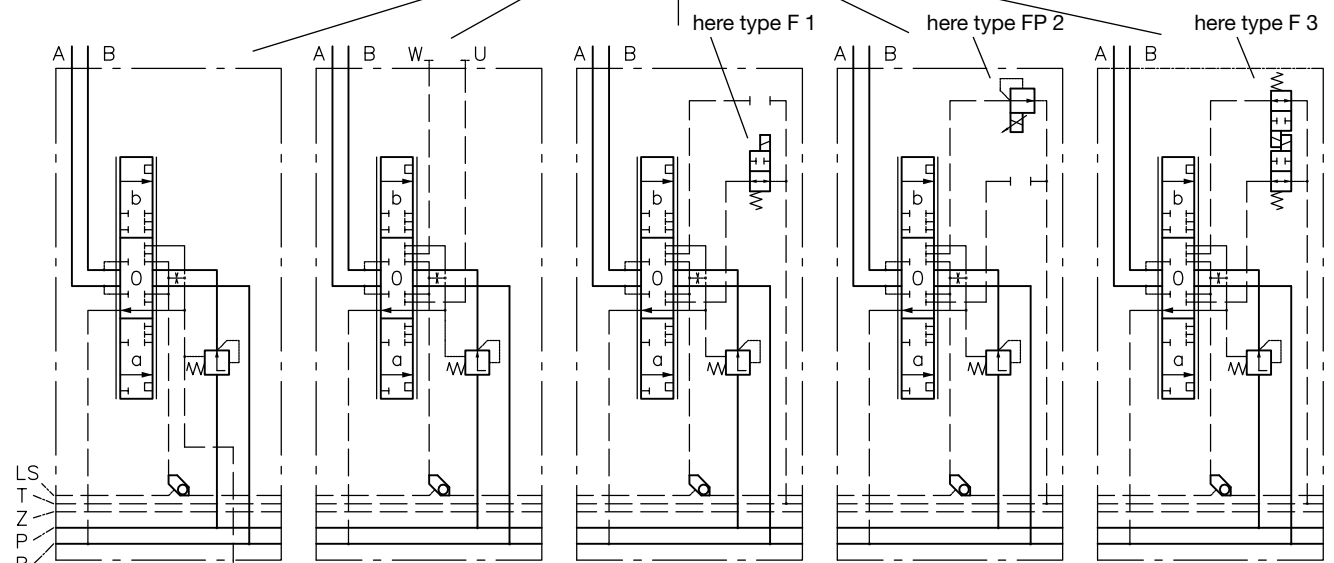 here type F 1
here type FP 2
here type F 3
A B
A B W U
A B
A B
A B
b b b b b
0 0 0 0 0
a a a a a
LS
T
Z
P
R